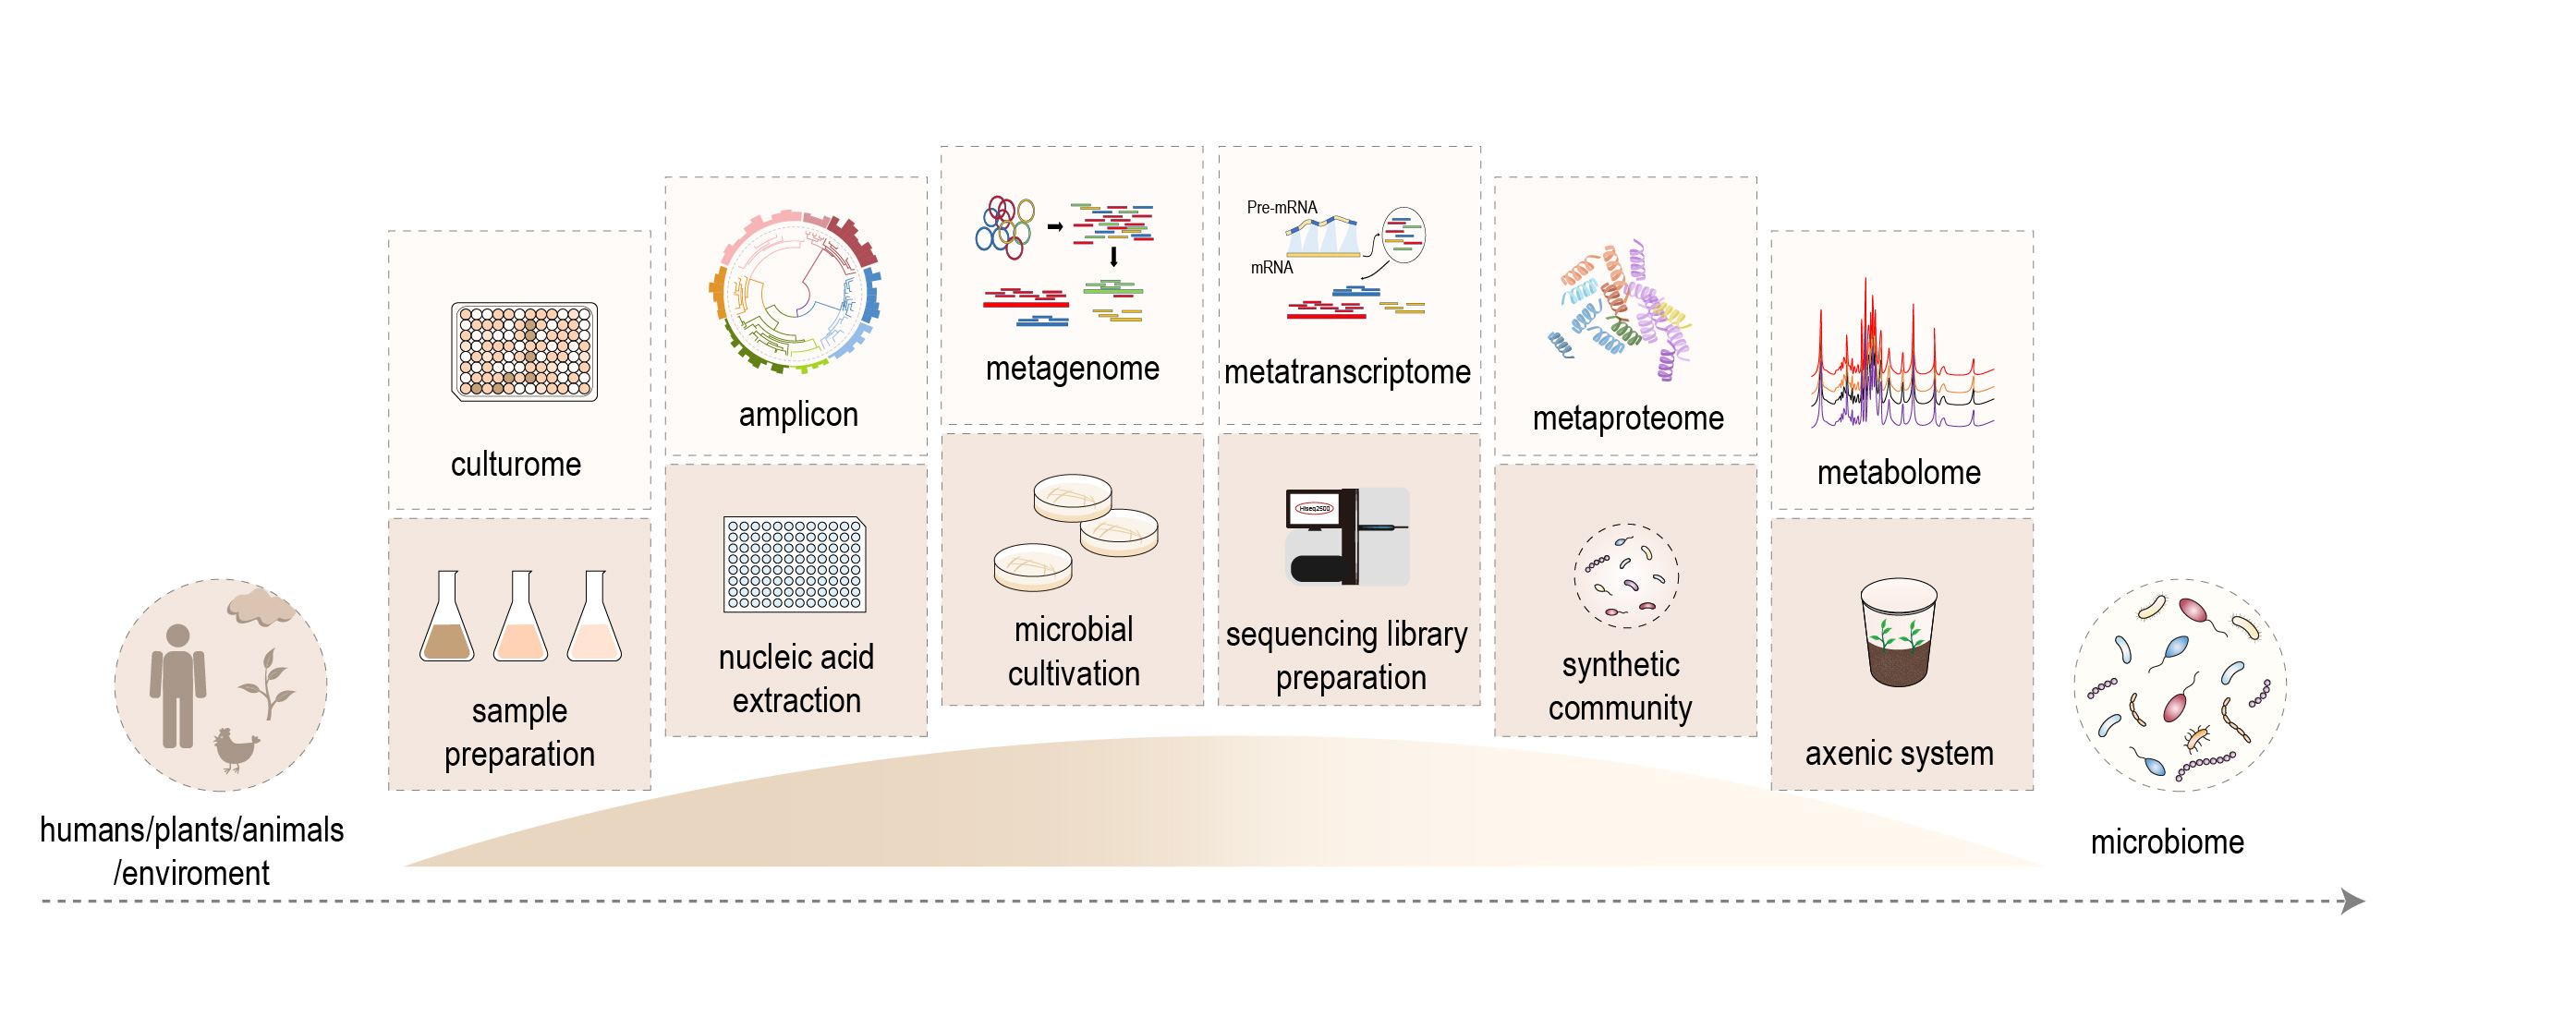 culturome
amplicon
metagenome
Pre-mRNA
mRNA
metatranscriptome
metaproteome
metabolome
humans/plants/animals
/enviroment
sample
preparation
nucleic acid
extraction
microbial
cultivation
Hiseq2500
sequencing library
preparation
synthetic
community
axenic system
microbiome